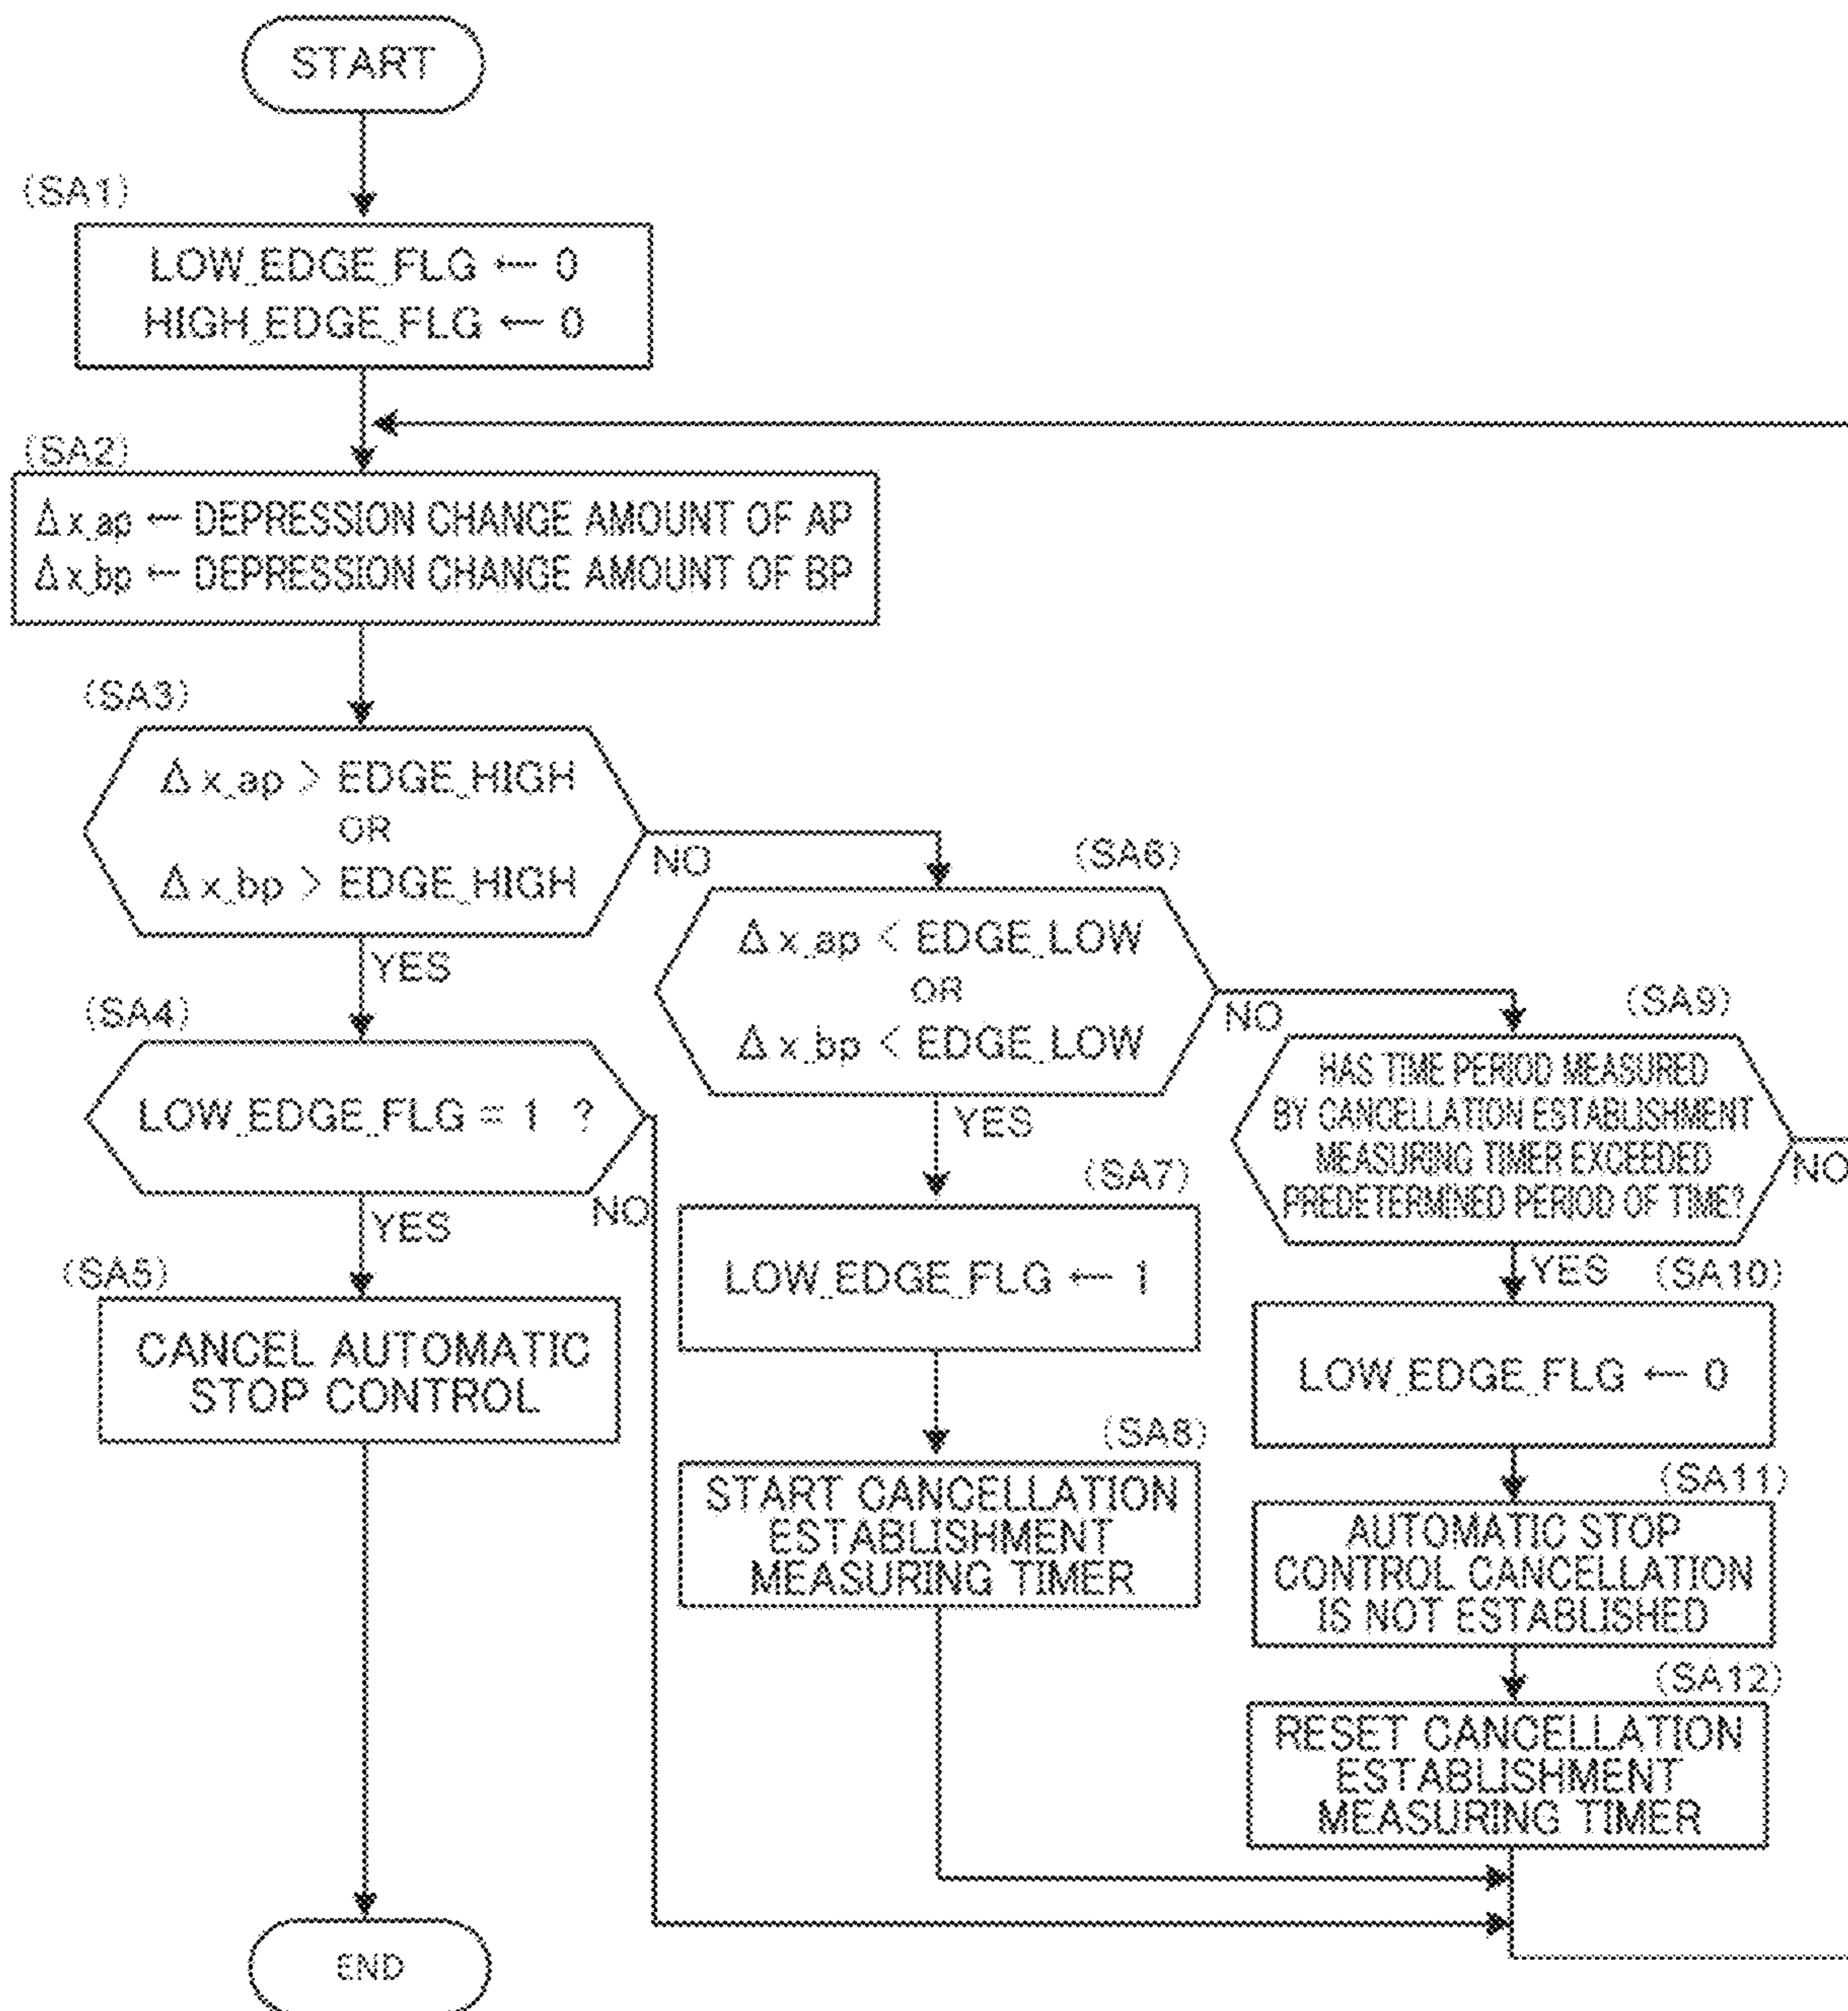 START
(SA1)
LOW_EDGE_FLG ← 0
HIGH_EDGE_FLG ← 0
(SA2)
Δx_ap ← DEPRESSION CHANGE AMOUNT OF AP
Δx_bp ← DEPRESSION CHANGE AMOUNT OF BP
(SA3)
Δx_ap > EDGE_HIGH
OR
Δx_bp > EDGE_HIGH
NO
YES
(SA4)
LOW_EDGE_FLG = 1 ?
NO
YES
(SA5)
CANCEL AUTOMATIC
STOP CONTROL
END
(SA6)
Δx_ap < EDGE_LOW
OR
Δx_bp < EDGE_LOW
NO
YES
(SA7)
LOW_EDGE_FLG ← 1
(SA8)
START CANCELLATION
ESTABLISHMENT
MEASURING TIMER
(SA9)
HAS TIME PERIOD MEASURED
BY CANCELLATION ESTABLISHMENT
MEASURING TIMER EXCEEDED
PREDETERMINED PERIOD OF TIME?
NO
YES
(SA10)
LOW_EDGE_FLG ← 0
(SA11)
AUTOMATIC STOP
CONTROL CANCELLATION
IS NOT ESTABLISHED
(SA12)
RESET CANCELLATION
ESTABLISHMENT
MEASURING TIMER